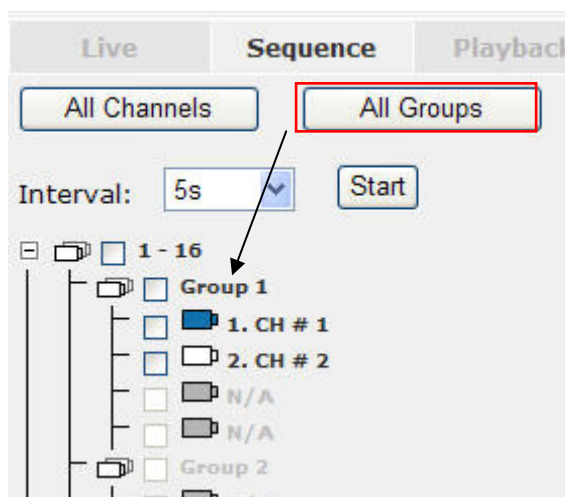 Live Sequence Playbac
All Channels All Groups
Interval: 5s Start
1 - 16
Group 1
1. CH # 1
2. CH # 2
N/A
N/A
Group 2